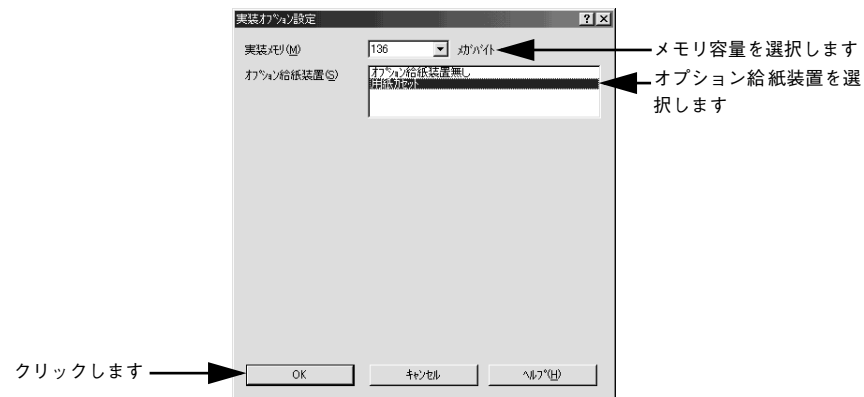 実装オプション設定
実装メモリ(M)
136
メガバイト
メモリ容量を選択します
オプション給紙装置(S)
オプション給紙装置無し
用紙カセット
オプション給紙装置を選
択します
クリックします
OK
キャンセル
ヘルプ(H)